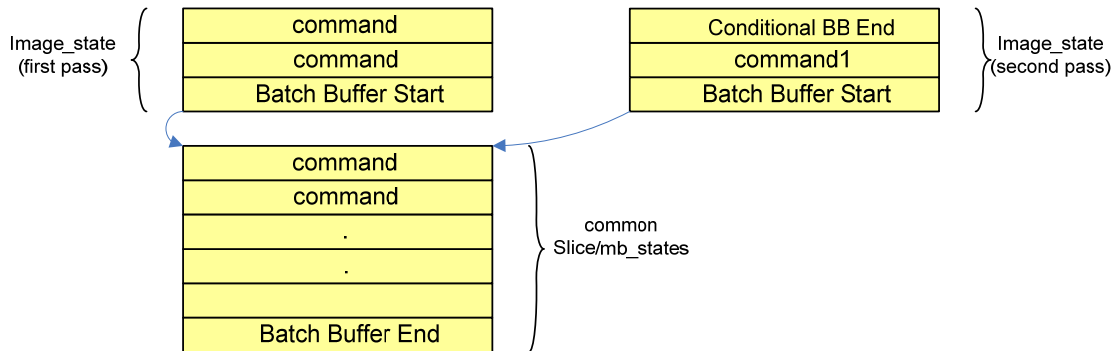 Image_state
(first pass)
command
command
Batch Buffer Start
Conditional BB End
command1
Batch Buffer Start
Image_state
(second pass)
command
command
.
.
Batch Buffer End
common
Slice/mb_states